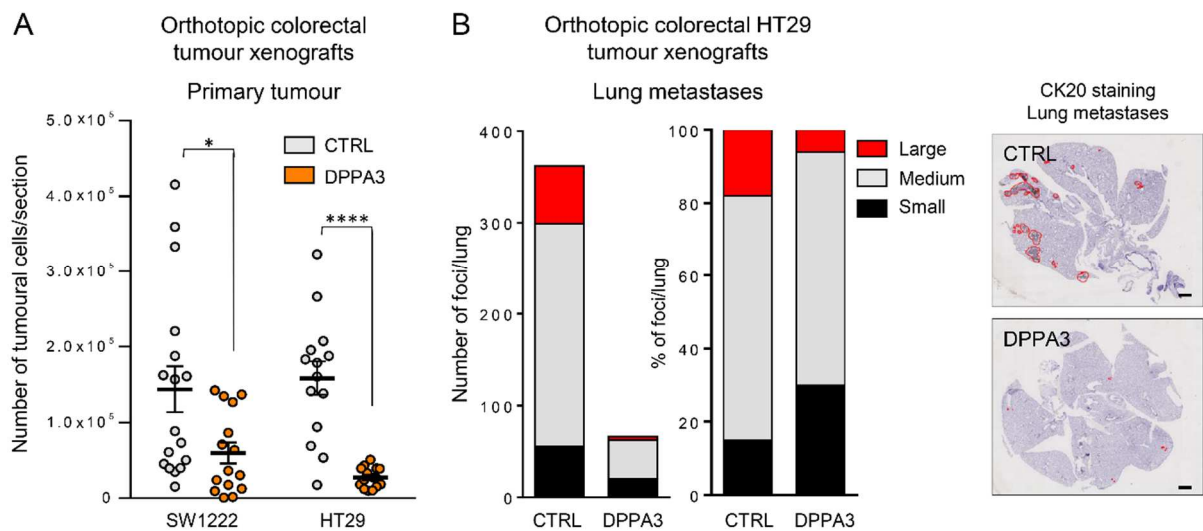 A
Orthotopic colorectal
tumour xenografts
Primary tumour
Number of tumoural cells/section
5.0×10⁵
4.0×10⁵
3.0×10⁵
2.0×10⁵
1.0×10⁵
0
CTRL
DPPA3
*
****
SW1222
HT29
B
Orthotopic colorectal HT29
tumour xenografts
Lung metastases
Number of foci/lung
400
300
200
100
0
CTRL
DPPA3
% of foci/lung
100
80
60
40
20
0
CTRL
DPPA3
Large
Medium
Small
CK20 staining
Lung metastases
CTRL
DPPA3